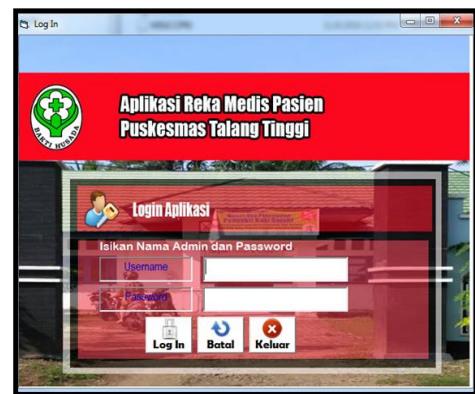 Log In
Aplikasi Reka Medis Pasien
Puskesmas Talang Tinggi
BAKTI HUSADA
Login Aplikasi
Isikan Nama Admin dan Password
Username
Password
Log In Batal Keluar